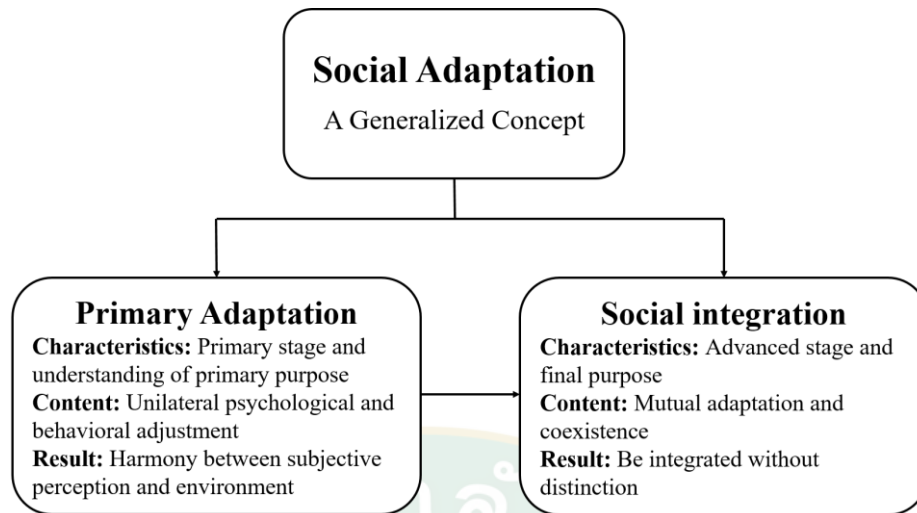 Social Adaptation
A Generalized Concept
Primary Adaptation
Characteristics: Primary stage and
understanding of primary purpose
Content: Unilateral psychological and
behavioral adjustment
Result: Harmony between subjective
perception and environment
Social integration
Characteristics: Advanced stage and
final purpose
Content: Mutual adaptation and
coexistence
Result: Be integrated without
distinction